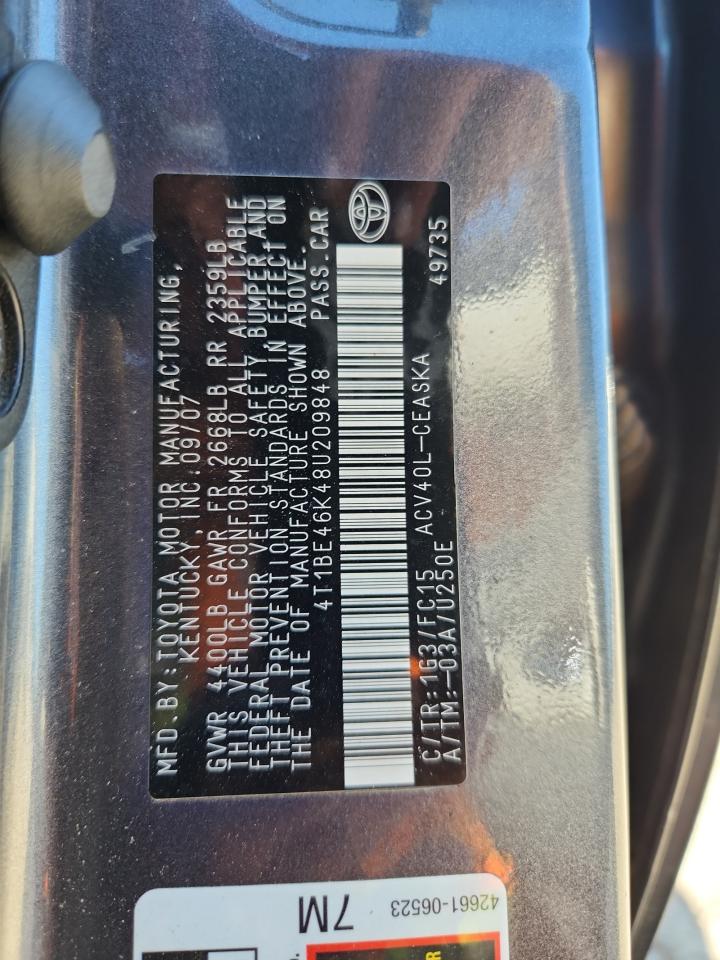 MFD.BY:TOYOTA MOTOR MANUFACTURING,
KENTUCKY, INC.09/07
GVWR 4400LB GAWR FR 2668LB RR 2359LB
THIS VEHICLE CONFORMS TO ALL APPLICABLE
FEDERAL MOTOR VEHICLE SAFETY,BUMPER,AND
THEFT PREVENTION STANDARDS IN EFFECT ON
THE DATE OF MANUFACTURE SHOWN ABOVE.
4T1BE46K48U209848 PASS.CAR
C/TR:1G3/FC15 ACV40L-CEASKA 49735
A/TM:-03A/U250E
7M
42661-06523